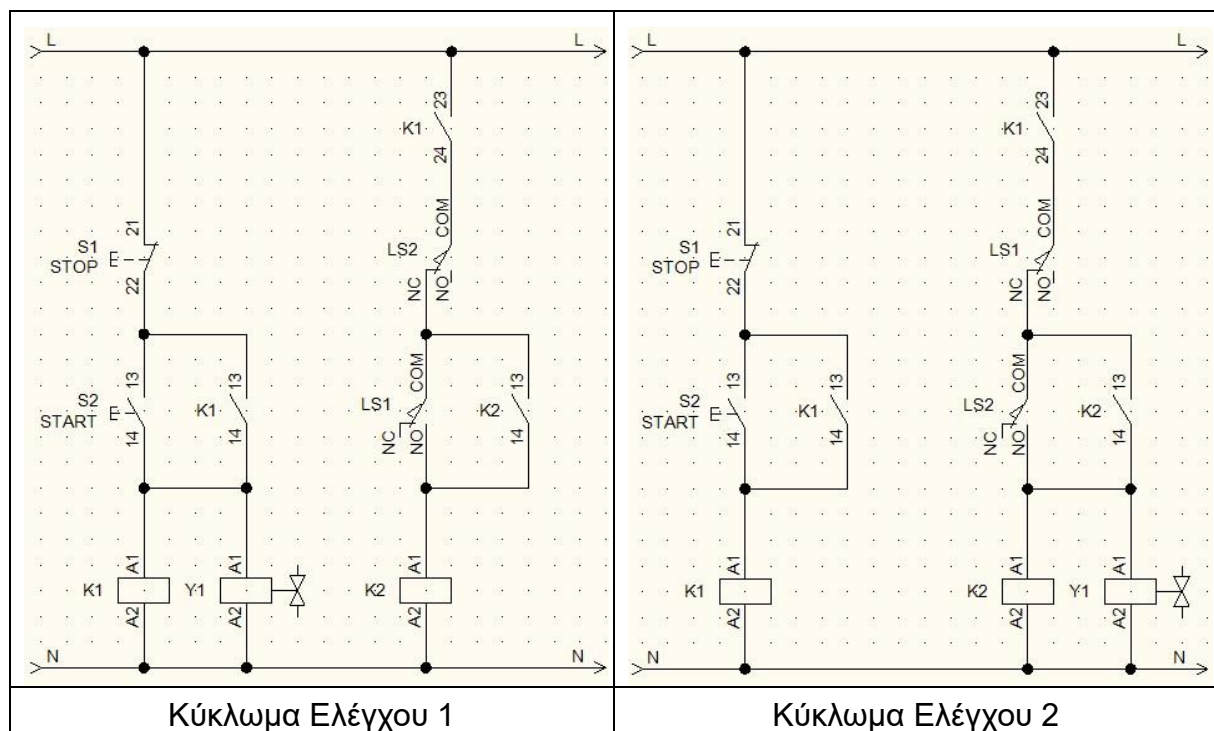 L L
23
K1
24
21
S1
STOP
22
COM
LS2
NC
NO
13
S2
START
14
13
K1
14
COM
LS1
NC
NO
13
K2
14
A1
K1
A2
A1
Y1
A2
A1
K2
A2
N N
Κύκλωμα Ελέγχου 1
L L
23
K1
24
21
S1
STOP
22
COM
LS1
NC
NO
13
S2
START
14
13
K1
14
COM
LS2
NC
NO
13
K2
14
A1
K1
A2
A1
K2
A2
A1
Y1
A2
N N
Κύκλωμα Ελέγχου 2